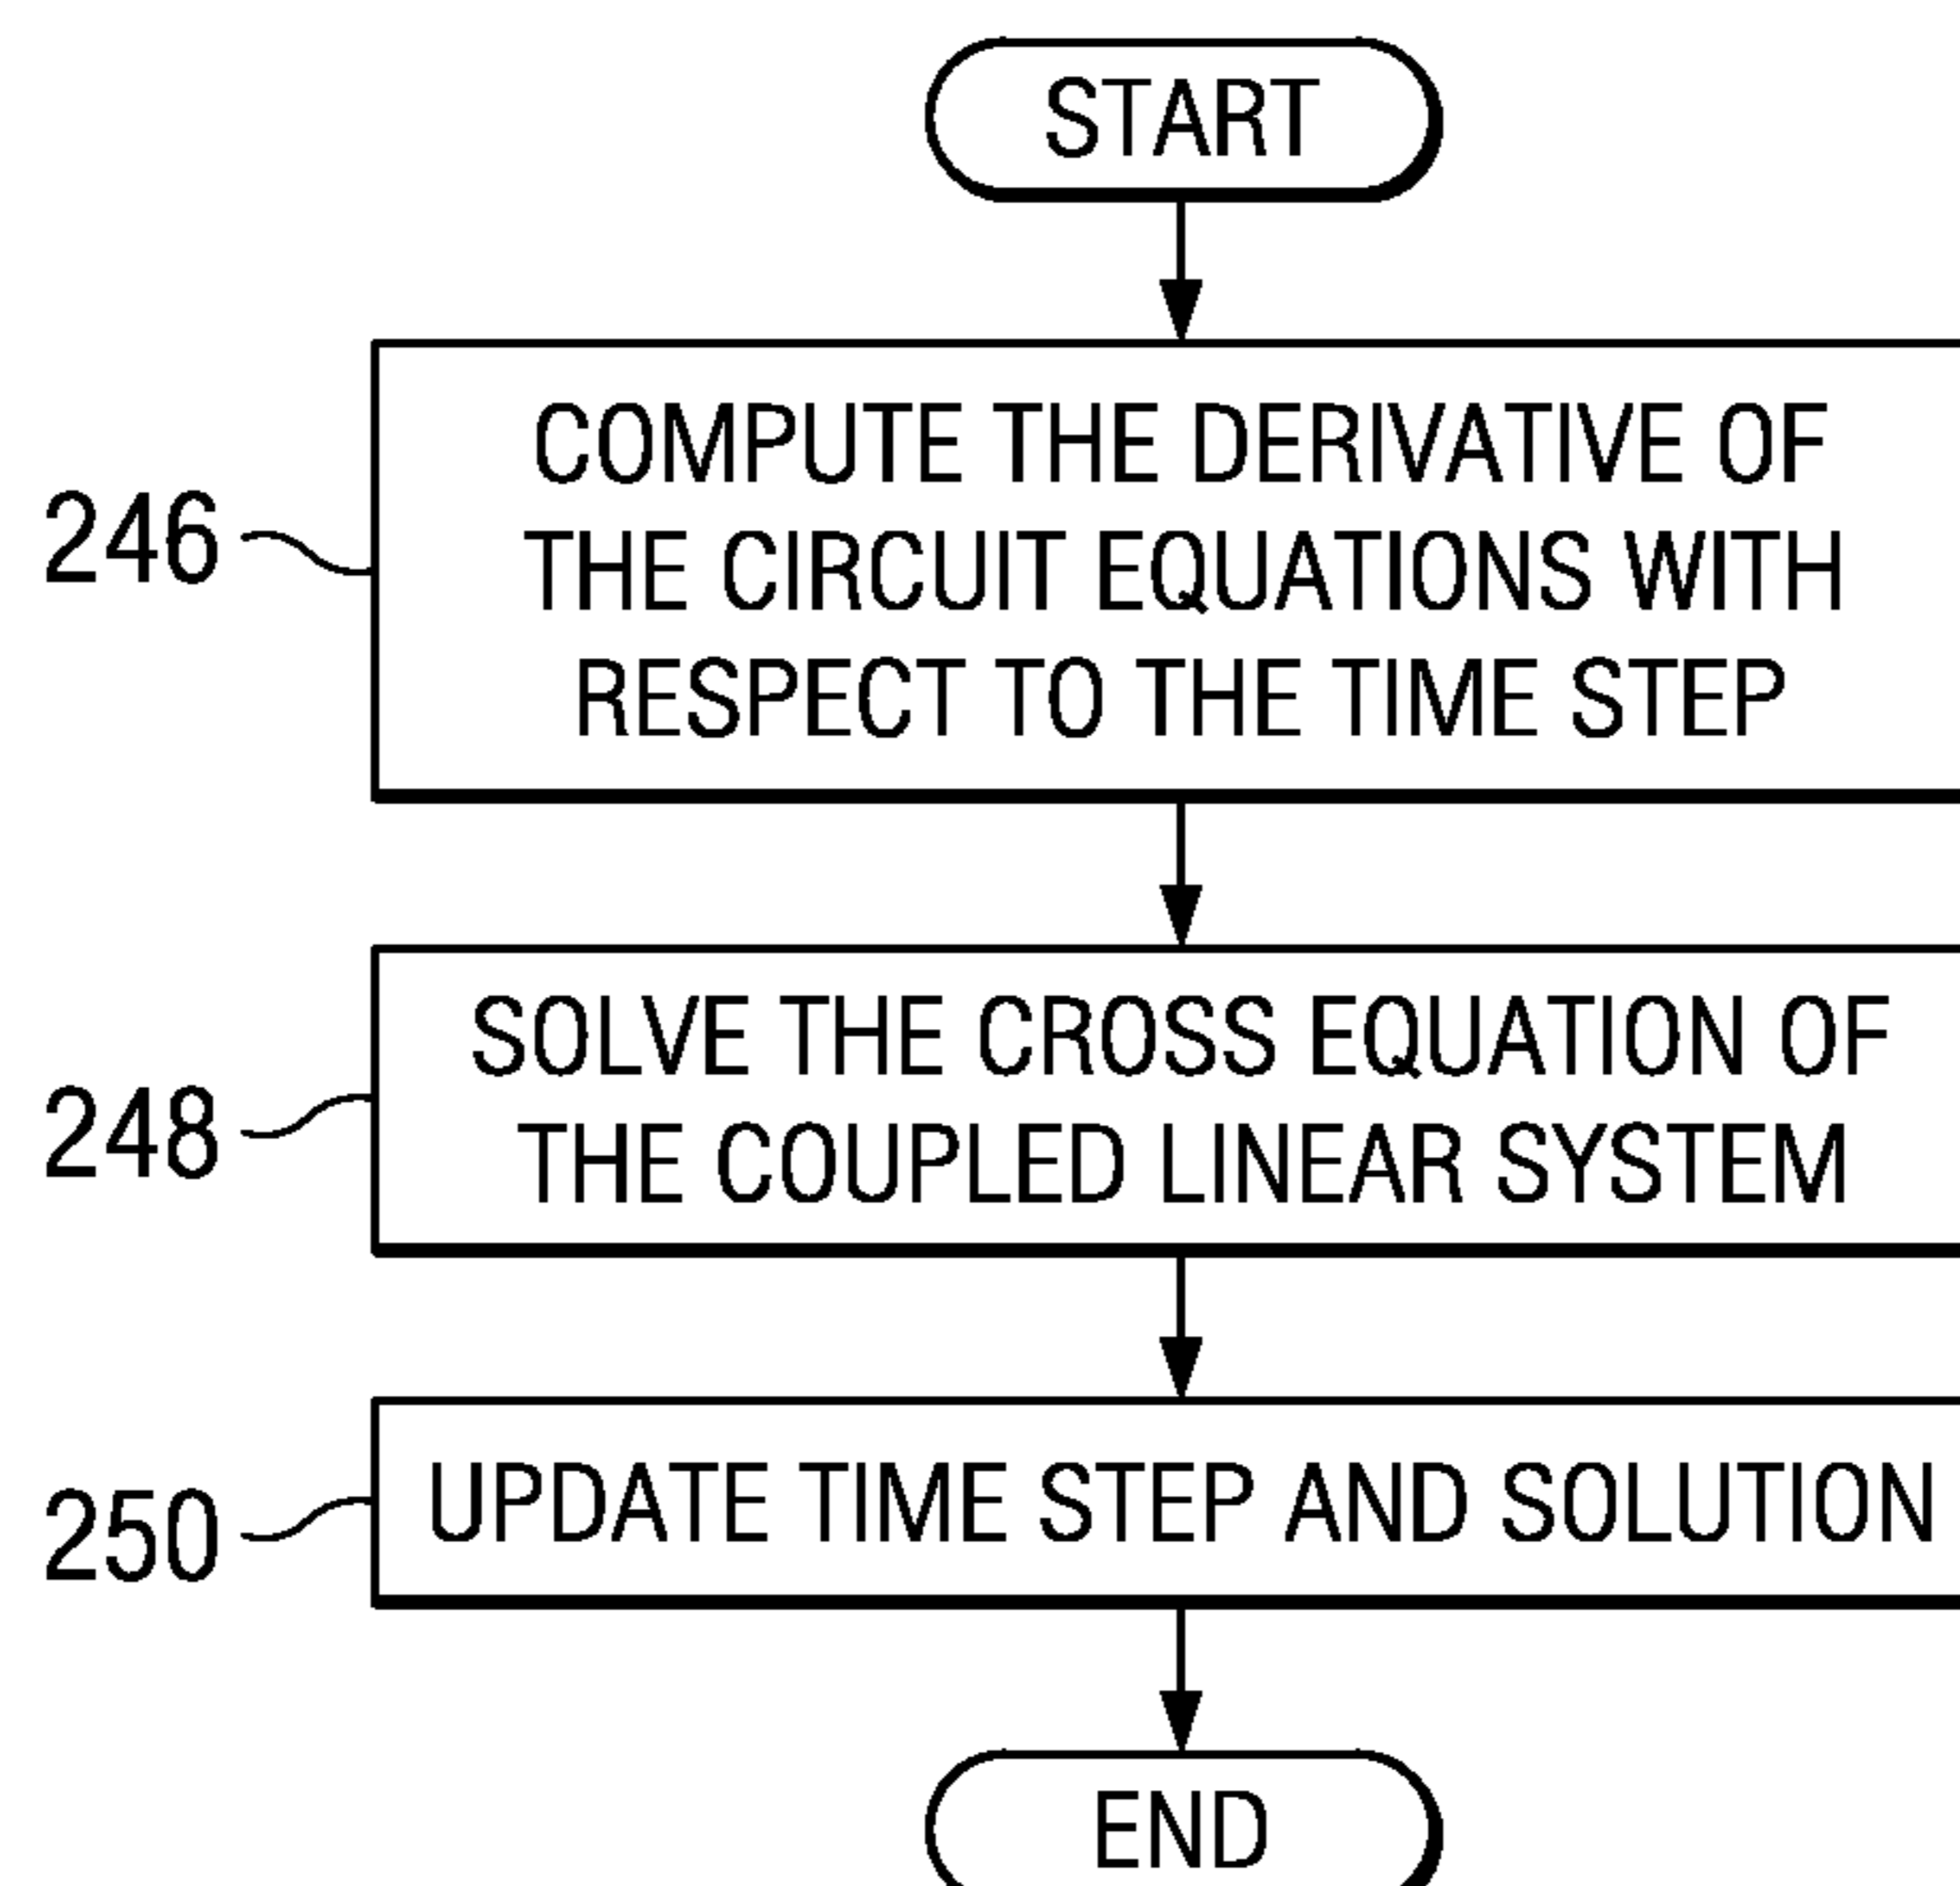 START
246
COMPUTE THE DERIVATIVE OF
THE CIRCUIT EQUATIONS WITH
RESPECT TO THE TIME STEP
248
SOLVE THE CROSS EQUATION OF
THE COUPLED LINEAR SYSTEM
250
UPDATE TIME STEP AND SOLUTION
END